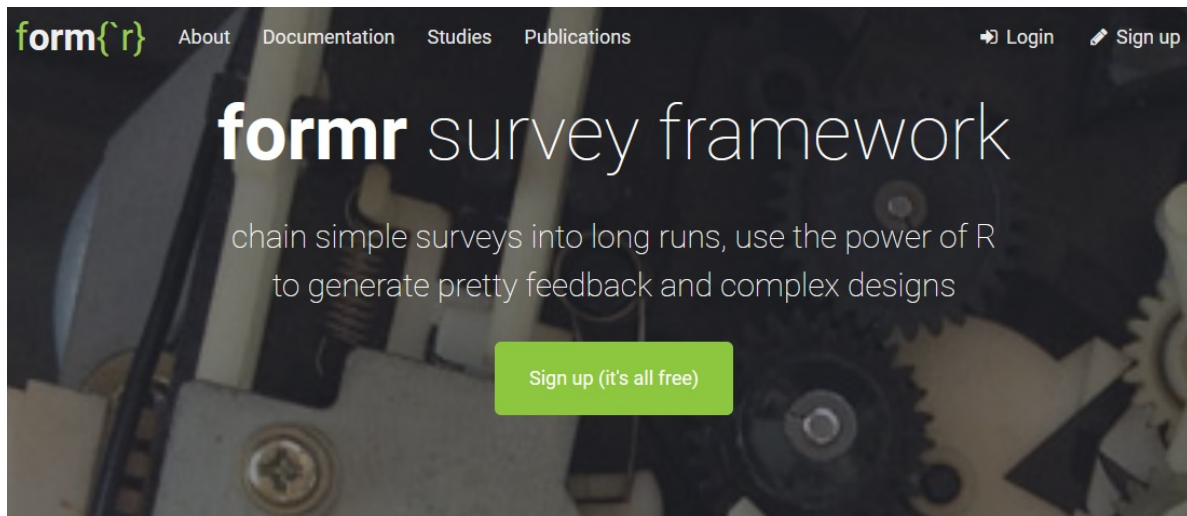 form{`r}
About Documentation Studies Publications Login Sign up
formr survey framework
chain simple surveys into long runs, use the power of R
to generate pretty feedback and complex designs
Sign up (it's all free)